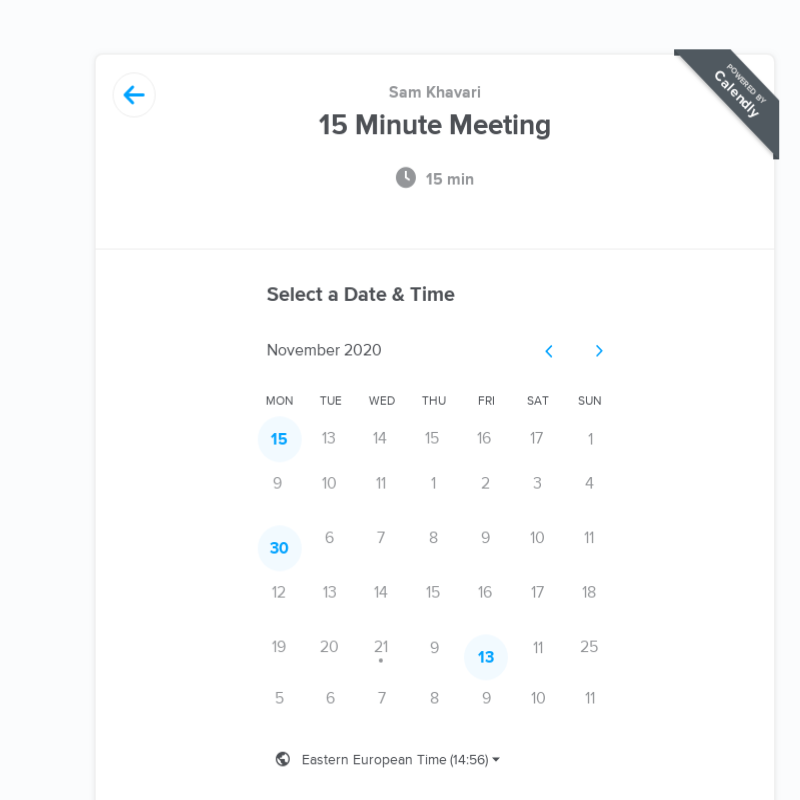 POWERED BY
Calendly
Sam Khavari
15 Minute Meeting
15 min
Select a Date & Time
November 2020
MON TUE WED THU FRI SAT SUN
15 13 14 15 16 17 1
9 10 11 1 2 3 4
30 6 7 8 9 10 11
12 13 14 15 16 17 18
19 20 21 9 13 11 25
5 6 7 8 9 10 11
Eastern European Time (14:56)